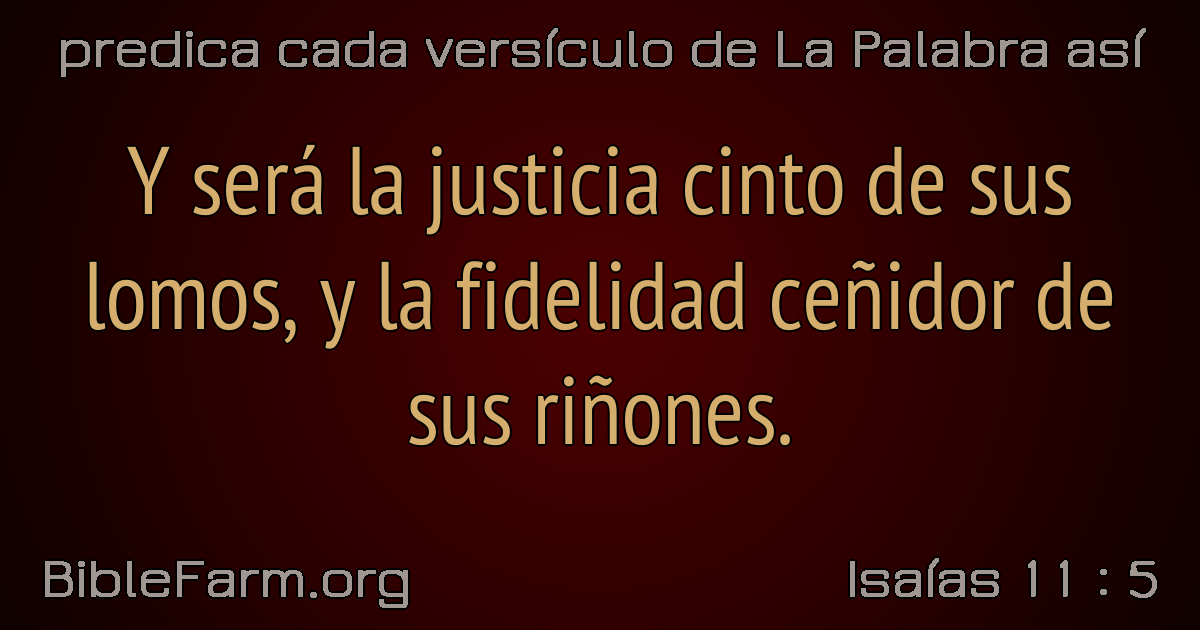 predica cada versículo de La Palabra así
Y será la justicia cinto de sus
lomos, y la fidelidad ceñidor de
sus riñones.
BibleFarm.org
Isaías 11 : 5